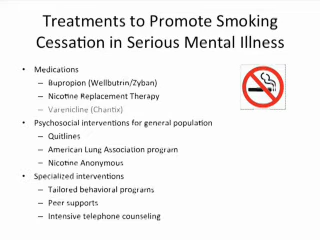 Treatments to Promote Smoking
Cessation in Serious Mental Illness
• Medications
– Bupropion (Wellbutrin/Zyban)
– Nicotine Replacement Therapy
– Varenicline (Chantix)
• Psychosocial interventions for general population
– Quitlines
– American Lung Association program
– Nicotine Anonymous
• Specialized interventions
– Tailored behavioral programs
– Peer supports
– Intensive telephone counseling